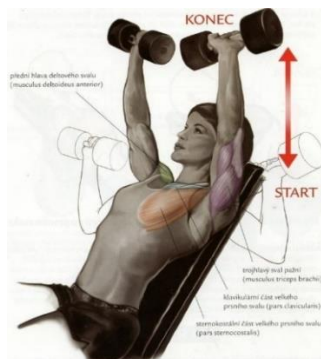 KONEC
přední hlava deltového svalu
(musculus deltoideus anterior)
START
trojhlavý sval pažní
(musculus triceps brachii)
klavikulární část velkého
prsního svalu (pars clavicularis)
sternokostální část velkého prsního svalu
(pars sternocostalis)